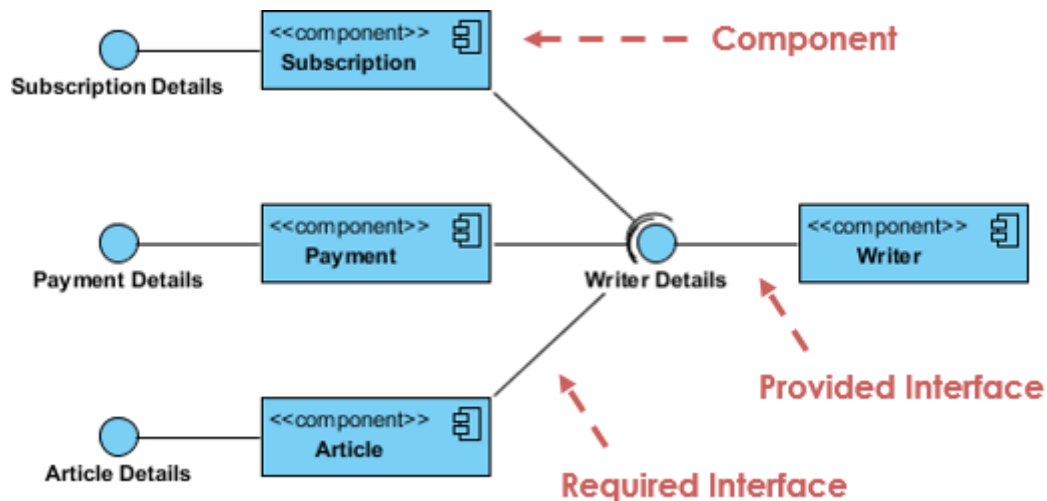 <<component>>
Subscription
Subscription Details
Component
<<component>>
Payment
Payment Details
Writer Details
<<component>>
Writer
Provided Interface
<<component>>
Article
Article Details
Required Interface